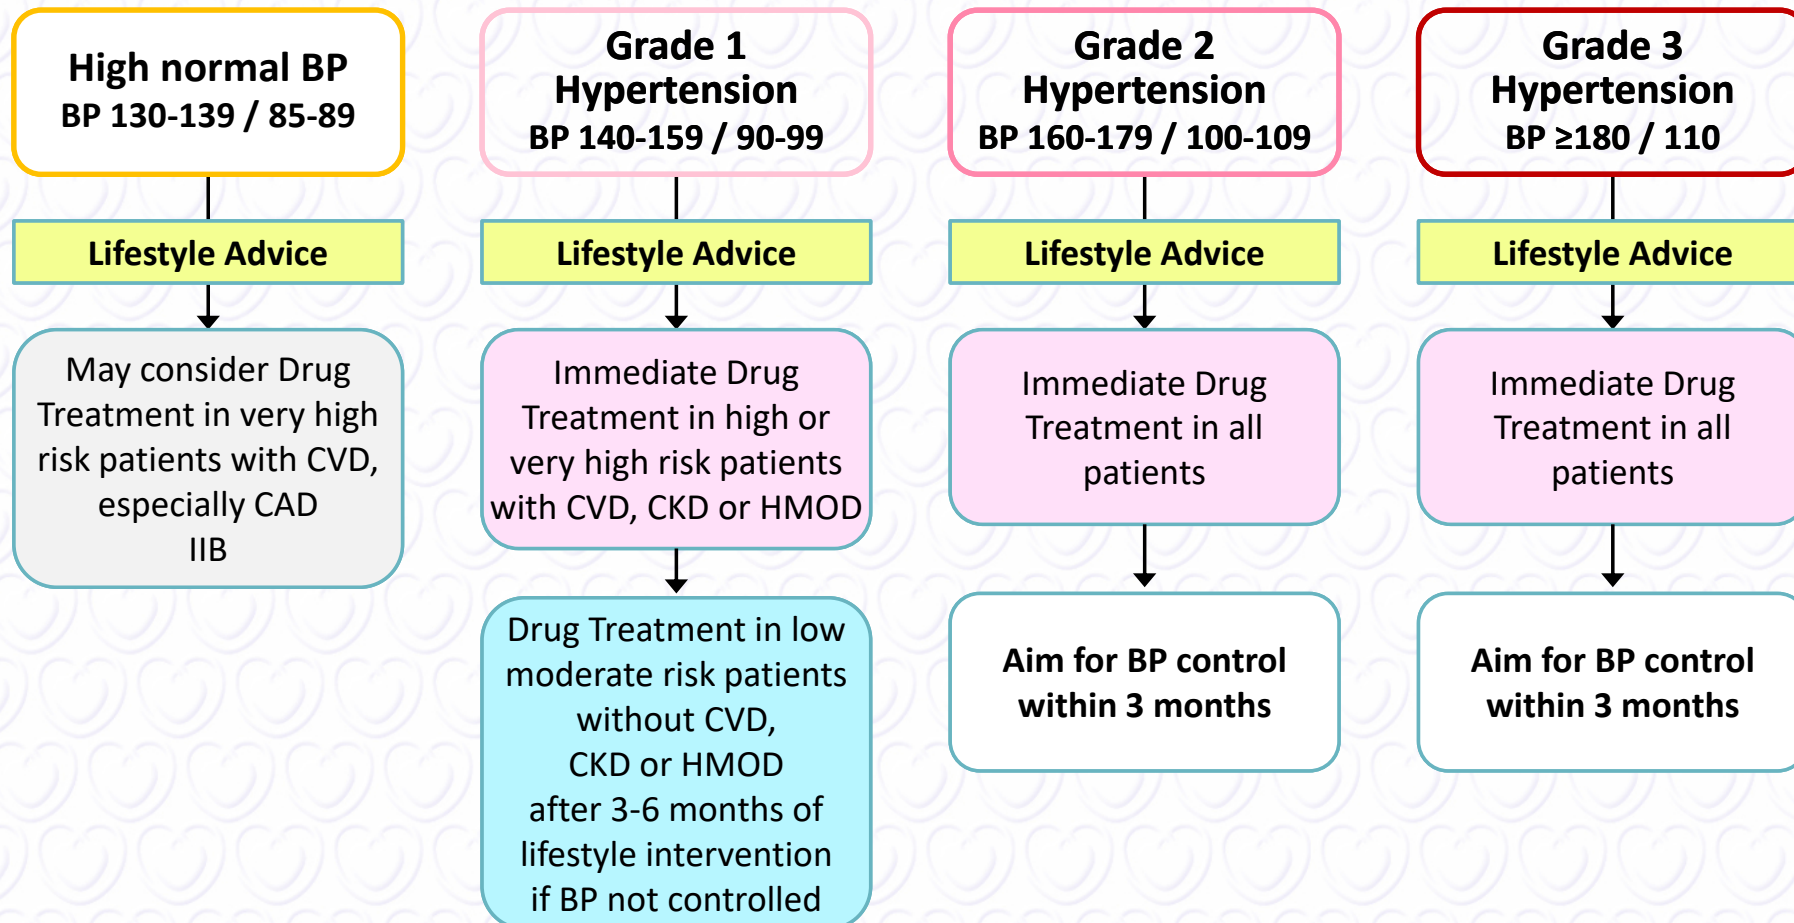 High normal BP
BP 130-139 / 85-89
Lifestyle Advice
May consider Drug
Treatment in very high
risk patients with CVD,
especially CAD
IIB
Grade 1
Hypertension
BP 140-159 / 90-99
Lifestyle Advice
Immediate Drug
Treatment in high or
very high risk patients
with CVD, CKD or HMOD
Drug Treatment in low
moderate risk patients
without CVD,
CKD or HMOD
after 3-6 months of
lifestyle intervention
if BP not controlled
Grade 2
Hypertension
BP 160-179 / 100-109
Lifestyle Advice
Immediate Drug
Treatment in all
patients
Aim for BP control
within 3 months
Grade 3
Hypertension
BP ≥180 / 110
Lifestyle Advice
Immediate Drug
Treatment in all
patients
Aim for BP control
within 3 months